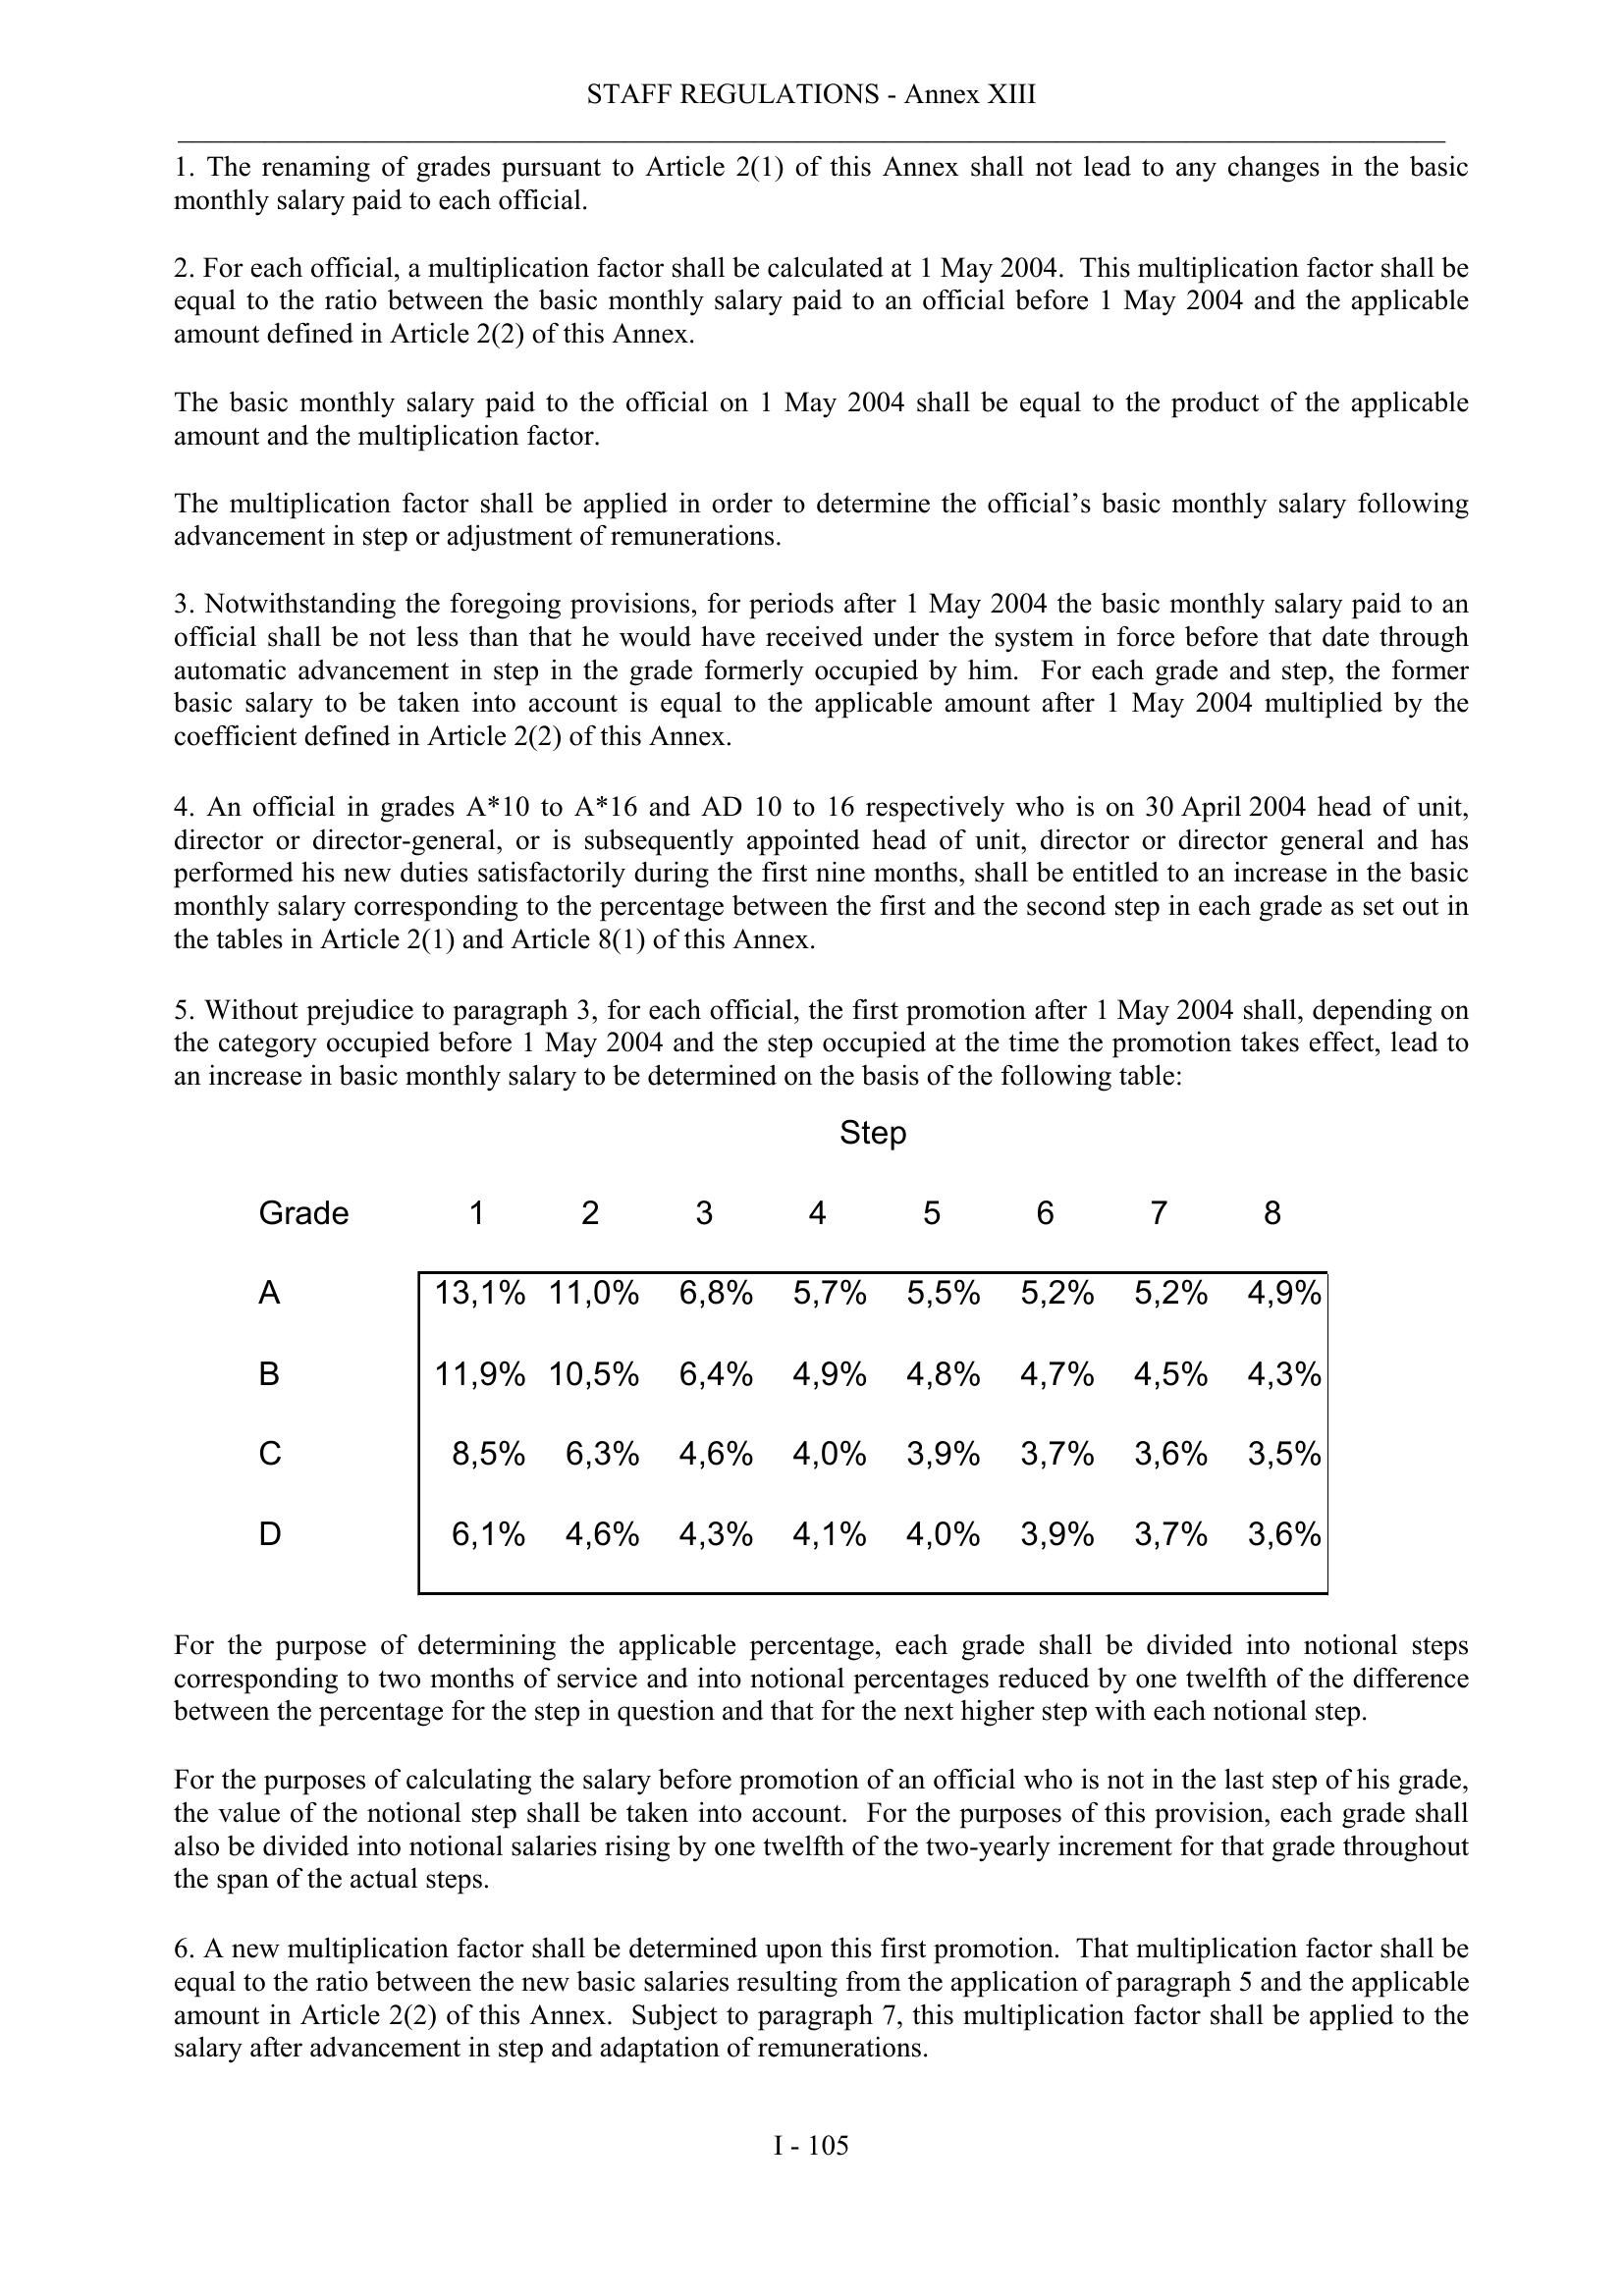 STAFF REGULATIONS - Annex XIII
1. The renaming of grades pursuant to Article 2(1) of this Annex shall not lead to any changes in the basic
monthly salary paid to each official.
2. For each official, a multiplication factor shall be calculated at 1 May 2004. This multiplication factor shall be
equal to the ratio between the basic monthly salary paid to an official before 1 May 2004 and the applicable
amount defined in Article 2(2) of this Annex.
The basic monthly salary paid to the official on 1 May 2004 shall be equal to the product of the applicable
amount and the multiplication factor.
The multiplication factor shall be applied in order to determine the official’s basic monthly salary following
advancement in step or adjustment of remunerations.
3. Notwithstanding the foregoing provisions, for periods after 1 May 2004 the basic monthly salary paid to an
official shall be not less than that he would have received under the system in force before that date through
automatic advancement in step in the grade formerly occupied by him. For each grade and step, the former
basic salary to be taken into account is equal to the applicable amount after 1 May 2004 multiplied by the
coefficient defined in Article 2(2) of this Annex.
4. An official in grades A*10 to A*16 and AD 10 to 16 respectively who is on 30 April 2004 head of unit,
director or director-general, or is subsequently appointed head of unit, director or director general and has
performed his new duties satisfactorily during the first nine months, shall be entitled to an increase in the basic
monthly salary corresponding to the percentage between the first and the second step in each grade as set out in
the tables in Article 2(1) and Article 8(1) of this Annex.
5. Without prejudice to paragraph 3, for each official, the first promotion after 1 May 2004 shall, depending on
the category occupied before 1 May 2004 and the step occupied at the time the promotion takes effect, lead to
an increase in basic monthly salary to be determined on the basis of the following table:
Step
Grade 1 2 3 4 5 6 7 8
A 13,1% 11,0% 6,8% 5,7% 5,5% 5,2% 5,2% 4,9%
B 11,9% 10,5% 6,4% 4,9% 4,8% 4,7% 4,5% 4,3%
C 8,5% 6,3% 4,6% 4,0% 3,9% 3,7% 3,6% 3,5%
D 6,1% 4,6% 4,3% 4,1% 4,0% 3,9% 3,7% 3,6%
For the purpose of determining the applicable percentage, each grade shall be divided into notional steps
corresponding to two months of service and into notional percentages reduced by one twelfth of the difference
between the percentage for the step in question and that for the next higher step with each notional step.
For the purposes of calculating the salary before promotion of an official who is not in the last step of his grade,
the value of the notional step shall be taken into account. For the purposes of this provision, each grade shall
also be divided into notional salaries rising by one twelfth of the two-yearly increment for that grade throughout
the span of the actual steps.
6. A new multiplication factor shall be determined upon this first promotion. That multiplication factor shall be
equal to the ratio between the new basic salaries resulting from the application of paragraph 5 and the applicable
amount in Article 2(2) of this Annex. Subject to paragraph 7, this multiplication factor shall be applied to the
salary after advancement in step and adaptation of remunerations.
I - 105